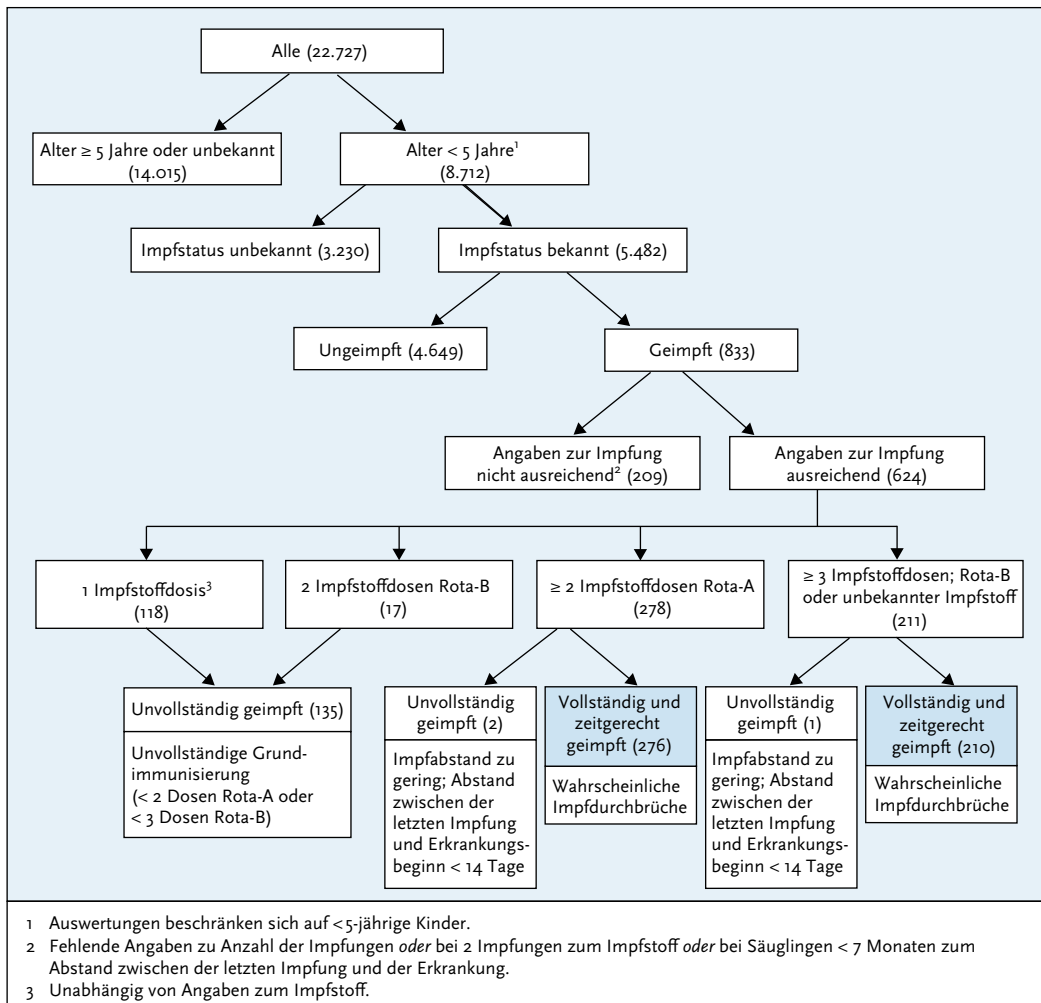 Alle (22.727)
Alter ≥ 5 Jahre oder unbekannt
(14.015)
Alter < 5 Jahre¹
(8.712)
Impfstatus unbekannt (3.230)
Impfstatus bekannt (5.482)
Ungeimpft (4.649)
Geimpft (833)
Angaben zur Impfung
nicht ausreichend² (209)
Angaben zur Impfung
ausreichend (624)
1 Impfstoffdosis³
(118)
2 Impfstoffdosen Rota-B
(17)
≥ 2 Impfstoffdosen Rota-A
(278)
≥ 3 Impfstoffdosen; Rota-B
oder unbekannter Impfstoff
(211)
Unvollständig geimpft (135)
Unvollständige Grund-
immunisierung
(< 2 Dosen Rota-A oder
< 3 Dosen Rota-B)
Unvollständig
geimpft (2)
Impfabstand zu
gering; Abstand
zwischen der
letzten Impfung
und Erkrankungs-
beginn < 14 Tage
Vollständig und
zeitgerecht
geimpft (276)
Wahrscheinliche
Impfdurchbrüche
Unvollständig
geimpft (1)
Impfabstand zu
gering; Abstand
zwischen der
letzten Impfung
und Erkrankungs-
beginn < 14 Tage
Vollständig und
zeitgerecht
geimpft (210)
Wahrscheinliche
Impfdurchbrüche
1 Auswertungen beschränken sich auf <5-jährige Kinder.
2 Fehlende Angaben zu Anzahl der Impfungen oder bei 2 Impfungen zum Impfstoff oder bei Säuglingen < 7 Monaten zum
Abstand zwischen der letzten Impfung und der Erkrankung.
3 Unabhängig von Angaben zum Impfstoff.